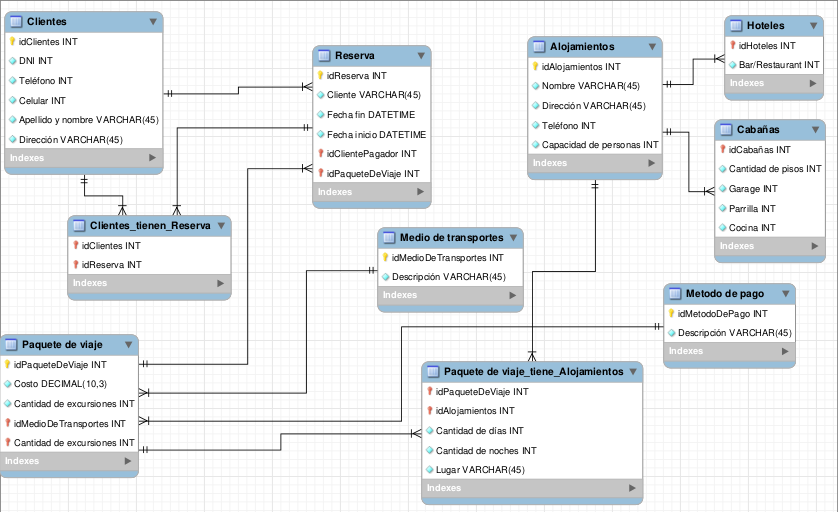 Clientes
idClientes INT
DNI INT
Teléfono INT
Celular INT
Apellido y nombre VARCHAR(45)
Dirección VARCHAR(45)
Indexes
Reserva
idReserva INT
Cliente VARCHAR(45)
Fecha fin DATETIME
Fecha inicio DATETIME
idClientePagador INT
idPaqueteDeViaje INT
Indexes
Alojamientos
idAlojamientos INT
Nombre VARCHAR(45)
Dirección VARCHAR(45)
Teléfono INT
Capacidad de personas INT
Indexes
Hoteles
idHoteles INT
Bar/Restaurant INT
Indexes
Cabañas
idCabañas INT
Cantidad de pisos INT
Garage INT
Parrilla INT
Cocina INT
Indexes
Clientes_tienen_Reserva
idClientes INT
idReserva INT
Indexes
Medio de transportes
idMedioDeTransportes INT
Descripción VARCHAR(45)
Indexes
Metodo de pago
idMetodoDePago INT
Descripción VARCHAR(45)
Indexes
Paquete de viaje
idPaqueteDeViaje INT
Costo DECIMAL(10,3)
Cantidad de excursiones INT
idMedioDeTransportes INT
Cantidad de excursiones INT
Indexes
Paquete de viaje_tiene_Alojamientos
idPaqueteDeViaje INT
idAlojamientos INT
Cantidad de días INT
Cantidad de noches INT
Lugar VARCHAR(45)
Indexes